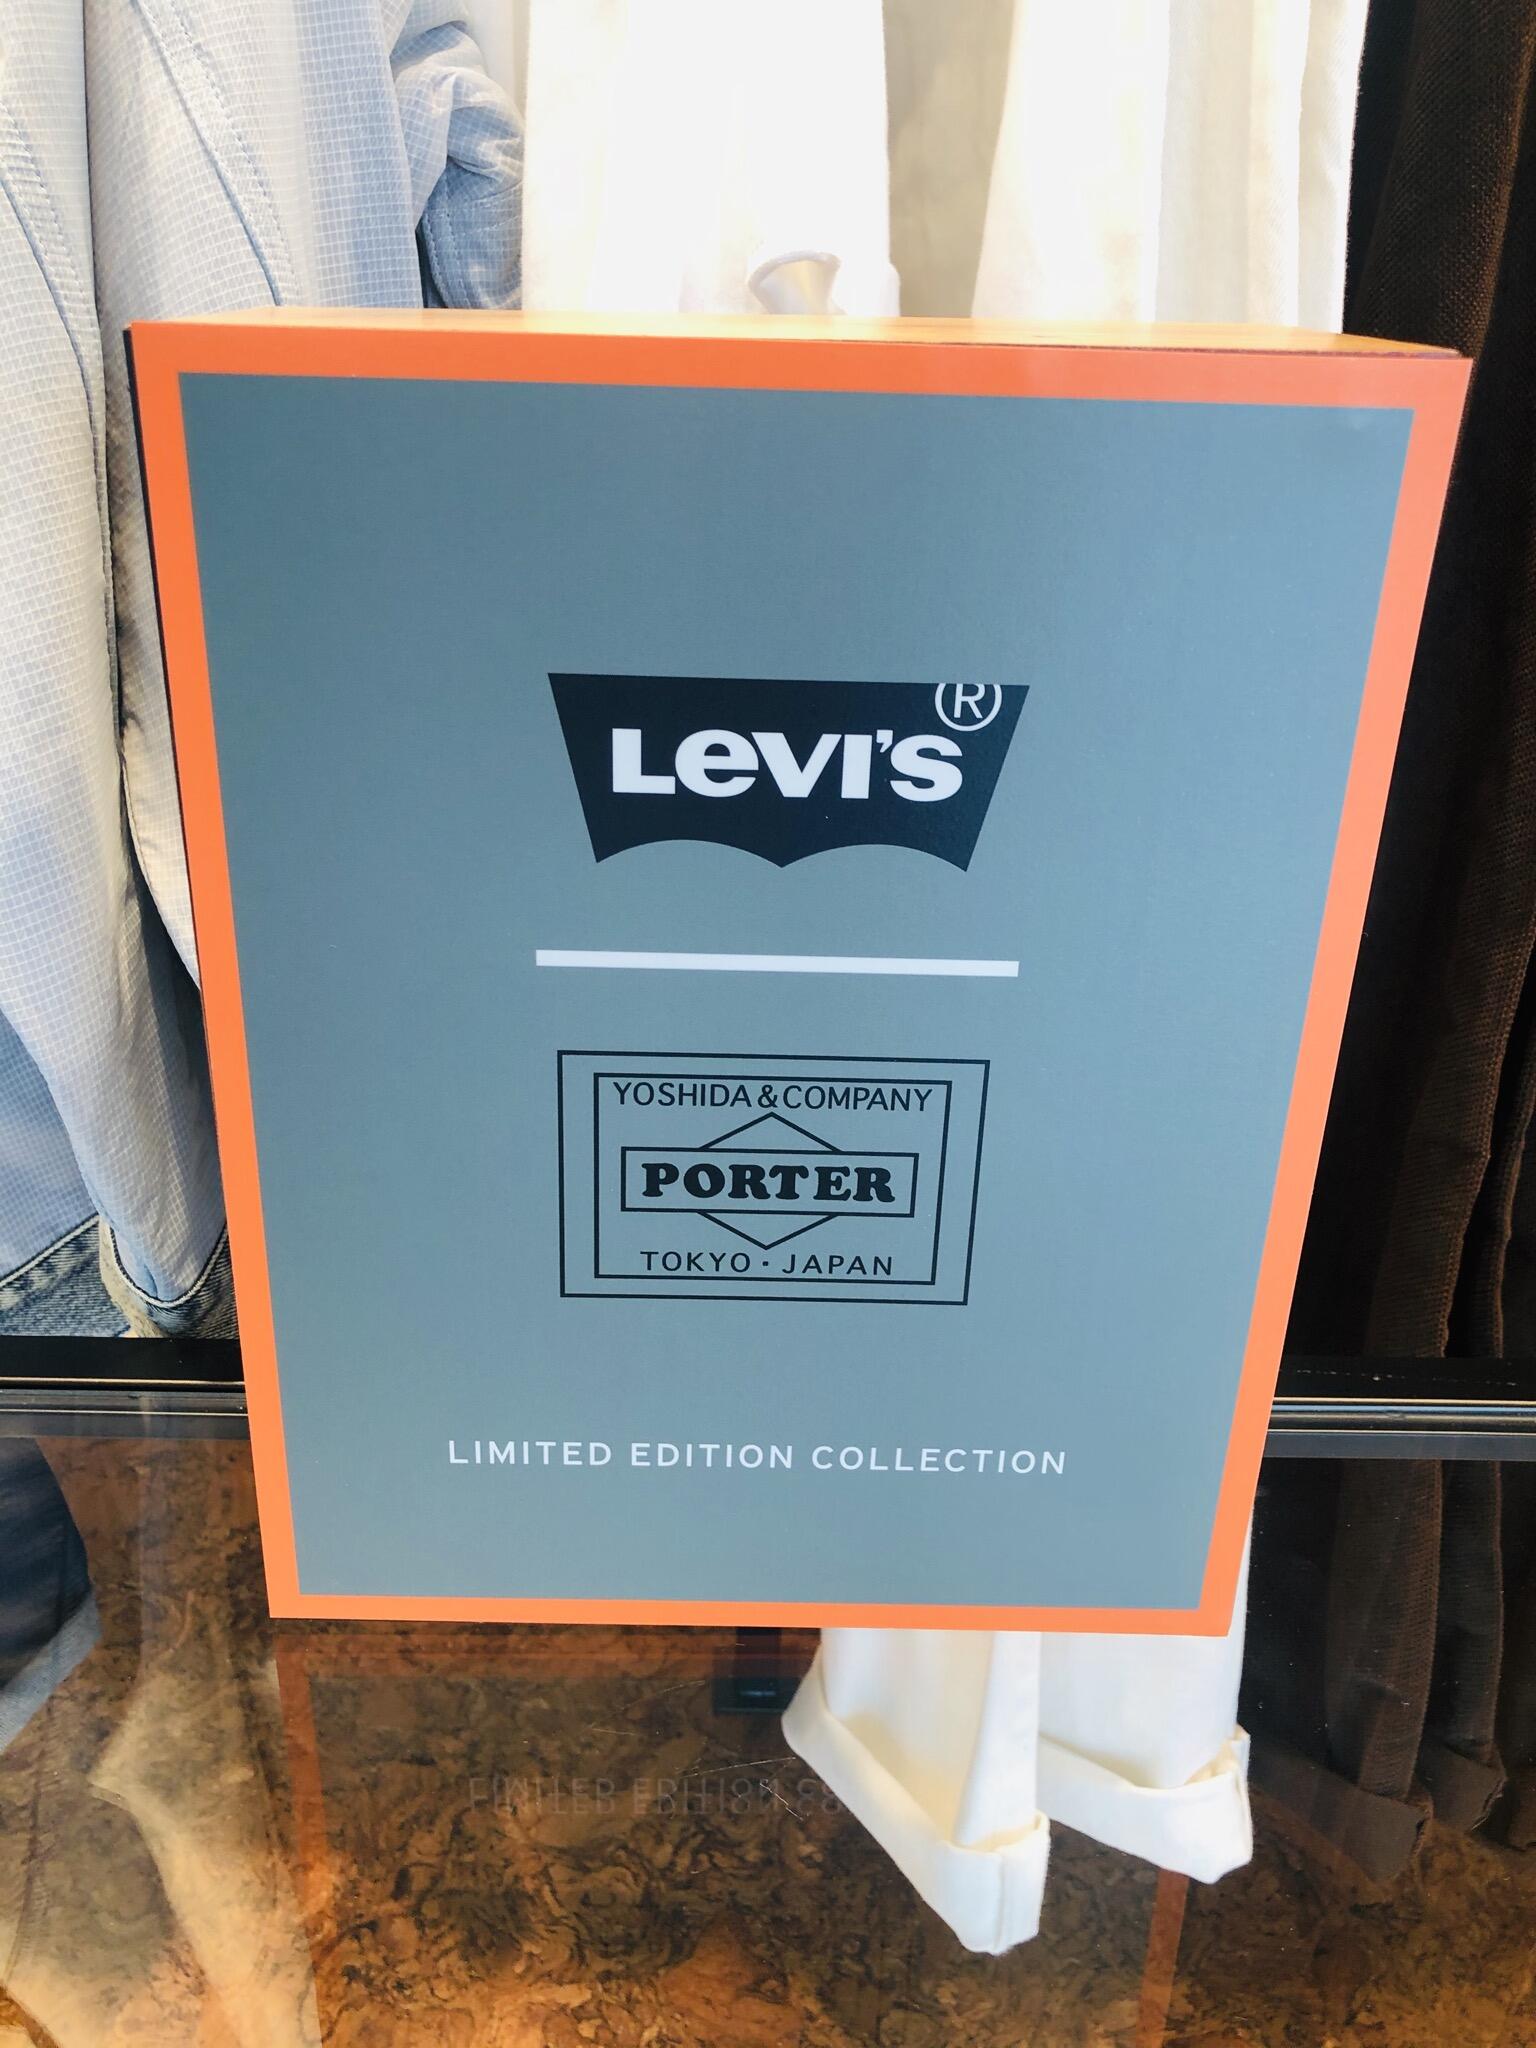 Levi's®
YOSHIDA & COMPANY
PORTER
TOKYO・JAPAN
LIMITED EDITION COLLECTION